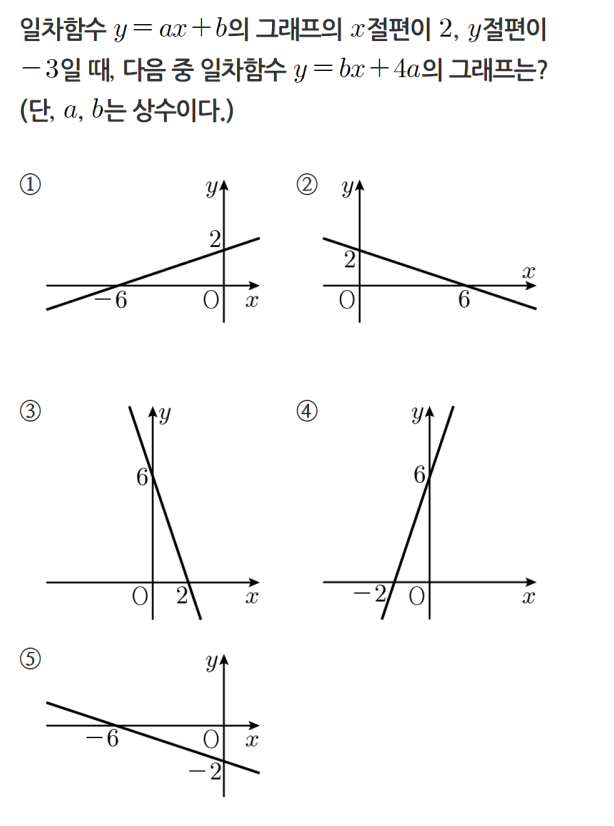 일차함수 y=ax+b의 그래프의 x절편이 2, y절편이
-3일 때, 다음 중 일차함수 y=bx+4a의 그래프는?
(단, a, b는 상수이다.)
① y 2 -6 O x
② y 2 O 6 x
③ y 6 O 2 x
④ y 6 -2 O x
⑤ y -6 O x -2